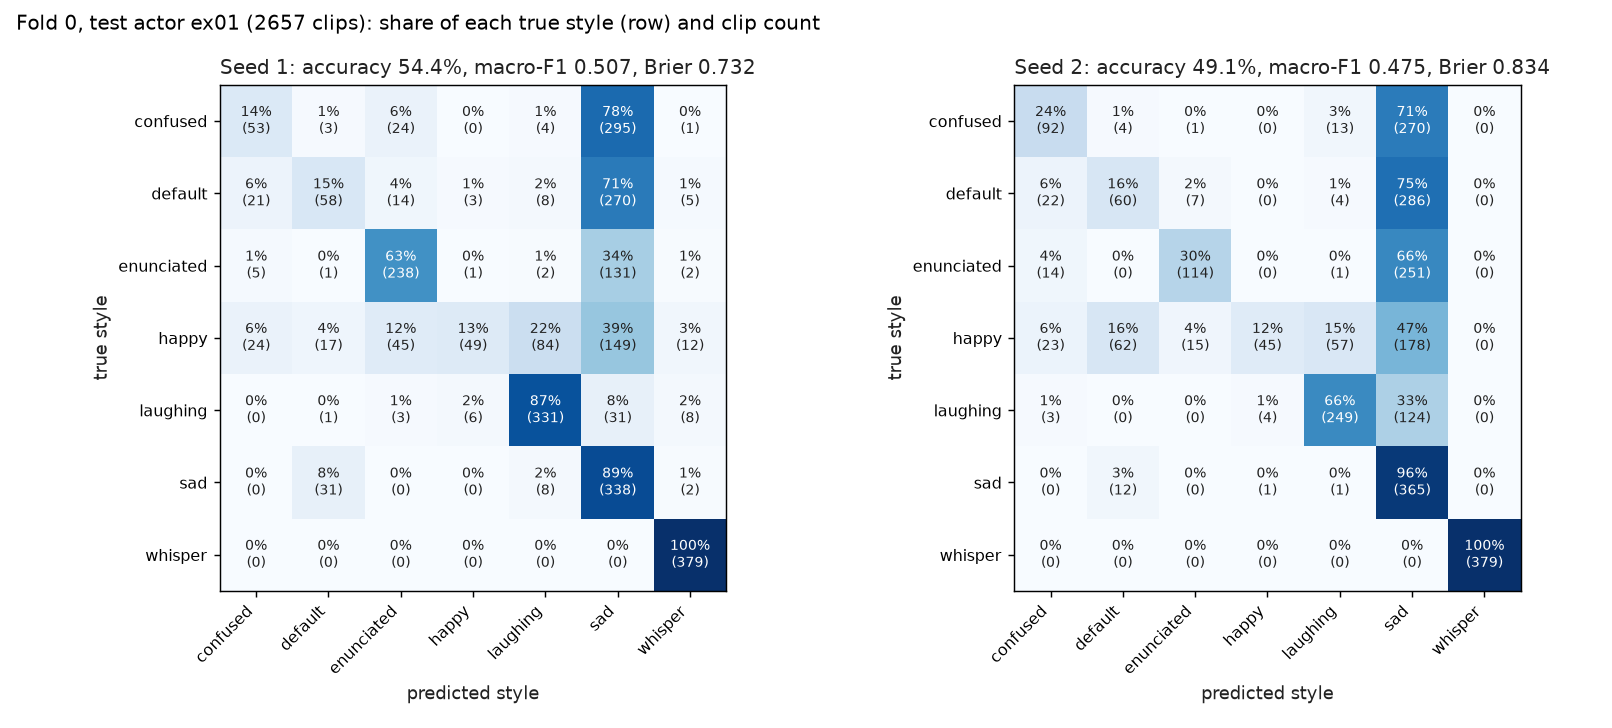 Fold 0, test actor ex01 (2657 clips): share of each true style (row) and clip count
Seed 1: accuracy 54.4%, macro-F1 0.507, Brier 0.732
confused 14% 1% 6% 0% 1% 78% 0%
(53) (3) (24) (0) (4) (295) (1)
default 6% 15% 4% 1% 2% 71% 1%
(21) (58) (14) (3) (8) (270) (5)
enunciated 1% 0% 63% 0% 1% 34% 1%
(5) (1) (238) (1) (2) (131) (2)
happy 6% 4% 12% 13% 22% 39% 3%
(24) (17) (45) (49) (84) (149) (12)
laughing 0% 0% 1% 2% 87% 8% 2%
(0) (1) (3) (6) (331) (31) (8)
sad 0% 8% 0% 0% 2% 89% 1%
(0) (31) (0) (0) (8) (338) (2)
whisper 0% 0% 0% 0% 0% 0% 100%
(0) (0) (0) (0) (0) (0) (379)
confused default enunciated happy laughing sad whisper
predicted style
true style
Seed 2: accuracy 49.1%, macro-F1 0.475, Brier 0.834
confused 24% 1% 0% 0% 3% 71% 0%
(92) (4) (1) (0) (13) (270) (0)
default 6% 16% 2% 0% 1% 75% 0%
(22) (60) (7) (0) (4) (286) (0)
enunciated 4% 0% 30% 0% 0% 66% 0%
(14) (0) (114) (0) (1) (251) (0)
happy 6% 16% 4% 12% 15% 47% 0%
(23) (62) (15) (45) (57) (178) (0)
laughing 1% 0% 0% 1% 66% 33% 0%
(3) (0) (0) (4) (249) (124) (0)
sad 0% 3% 0% 0% 0% 96% 0%
(0) (12) (0) (1) (1) (365) (0)
whisper 0% 0% 0% 0% 0% 0% 100%
(0) (0) (0) (0) (0) (0) (379)
confused default enunciated happy laughing sad whisper
predicted style
true style